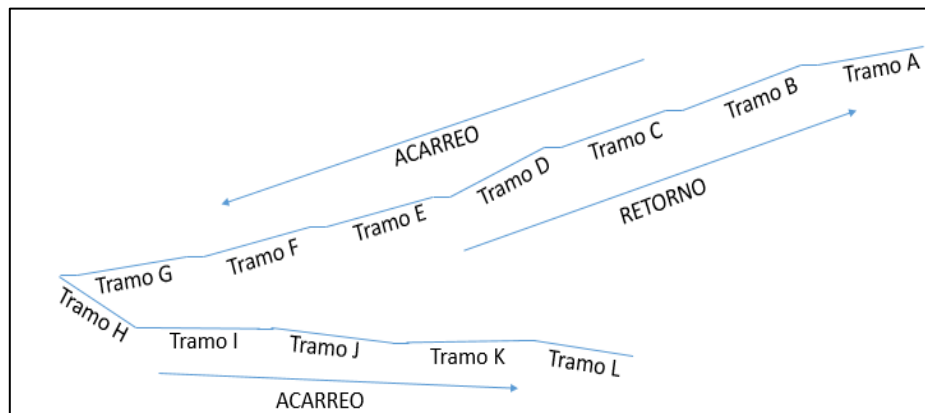 Tramo A
Tramo B
Tramo C
Tramo D
Tramo E
Tramo F
Tramo G
ACARREO
RETORNO
Tramo H
Tramo I
Tramo J
Tramo K
Tramo L
ACARREO